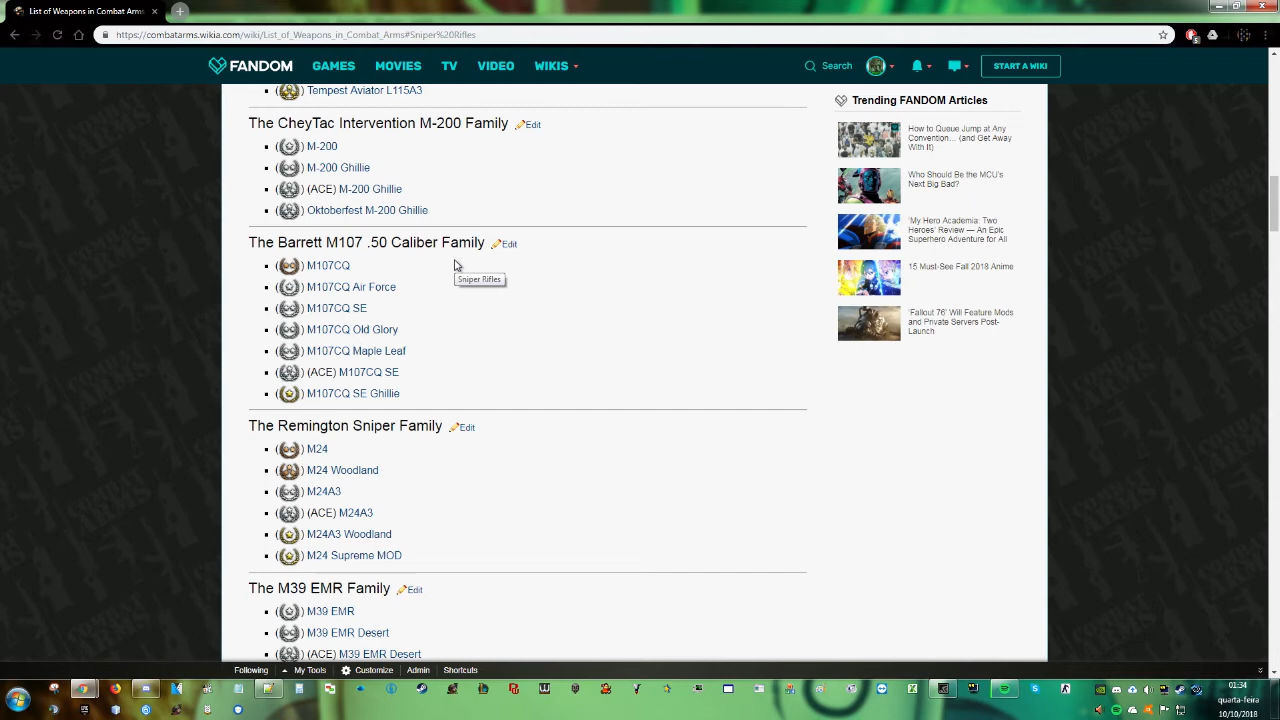 List of Weapons in Combat Arms
https://combatarms.wikia.com/wiki/List_of_Weapons_in_Combat_Arms#Sniper%20Rifles
5
FANDOM GAMES MOVIES TV VIDEO WIKIS Search START A WIKI
Tempest Aviator L115A3
The CheyTac Intervention M-200 Family Edit
( ) M-200
( ) M-200 Ghillie
( ) (ACE) M-200 Ghillie
( ) Oktoberfest M-200 Ghillie
The Barrett M107 .50 Caliber Family Edit
( ) M107CQ
Sniper Rifles
( ) M107CQ Air Force
( ) M107CQ SE
( ) M107CQ Old Glory
( ) M107CQ Maple Leaf
( ) (ACE) M107CQ SE
( ) M107CQ SE Ghillie
The Remington Sniper Family Edit
( ) M24
( ) M24 Woodland
( ) M24A3
( ) (ACE) M24A3
( ) M24A3 Woodland
( ) M24 Supreme MOD
The M39 EMR Family Edit
( ) M39 EMR
( ) M39 EMR Desert
( ) (ACE) M39 EMR Desert
Trending FANDOM Articles
How to Queue Jump at Any
Convention… (and Get Away
With It)
Who Should Be the MCU's
Next Big Bad?
'My Hero Academia: Two
Heroes' Review — An Epic
Superhero Adventure for All
15 Must-See Fall 2018 Anime
'Fallout 76' Will Feature Mods
and Private Servers Post-
Launch
Following My Tools Customize Admin Shortcuts
01:34
quarta-feira
10/10/2018